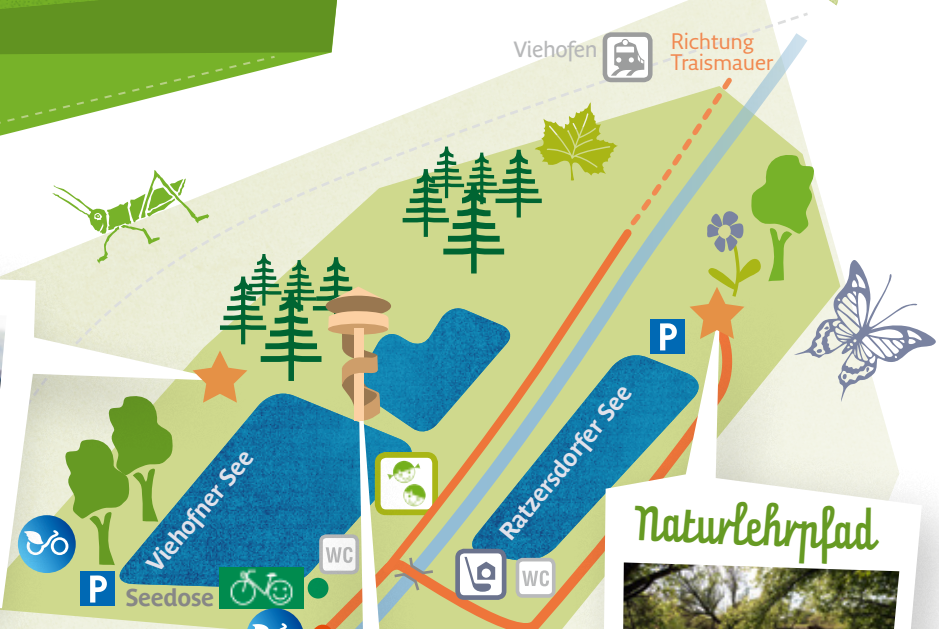 Viehofen
Richtung
Traismauer
P
Viehofner See
Ratzersdorfer See
WC
P
Seedose
WC
Naturlehrpfad